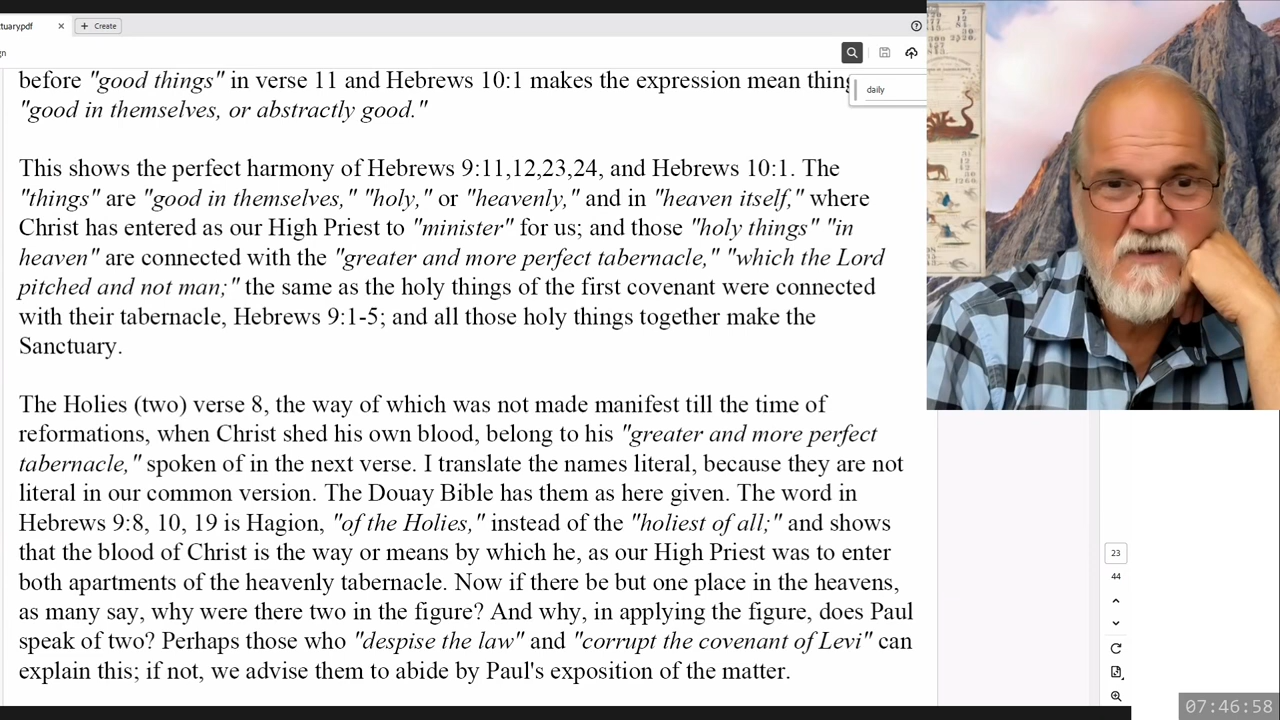 tuary.pdf
Create
gn
daily
before "good things" in verse 11 and Hebrews 10:1 makes the expression mean
"good in themselves, or abstractly good."
This shows the perfect harmony of Hebrews 9:11,12,23,24, and Hebrews 10:1. The
"things" are "good in themselves," "holy," or "heavenly," and in "heaven itself," where
Christ has entered as our High Priest to "minister" for us; and those "holy things" "in
heaven" are connected with the "greater and more perfect tabernacle," "which the Lord
pitched and not man;" the same as the holy things of the first covenant were connected
with their tabernacle, Hebrews 9:1-5; and all those holy things together make the
Sanctuary.
The Holies (two) verse 8, the way of which was not made manifest till the time of
reformations, when Christ shed his own blood, belong to his "greater and more perfect
tabernacle," spoken of in the next verse. I translate the names literal, because they are not
literal in our common version. The Douay Bible has them as here given. The word in
Hebrews 9:8, 10, 19 is Hagion, "of the Holies," instead of the "holiest of all;" and shows
that the blood of Christ is the way or means by which he, as our High Priest was to enter
both apartments of the heavenly tabernacle. Now if there be but one place in the heavens,
as many say, why were there two in the figure? And why, in applying the figure, does Paul
speak of two? Perhaps those who "despise the law" and "corrupt the covenant of Levi" can
explain this; if not, we advise them to abide by Paul's exposition of the matter.
23
44
07:46:58